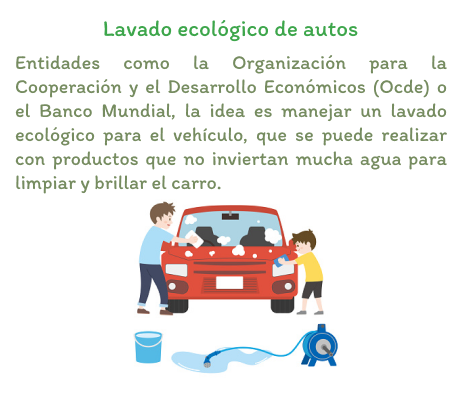 Lavado ecológico de autos
Entidades como la Organización para la
Cooperación y el Desarrollo Económicos (Ocde) o
el Banco Mundial, la idea es manejar un lavado
ecológico para el vehículo, que se puede realizar
con productos que no inviertan mucha agua para
limpiar y brillar el carro.